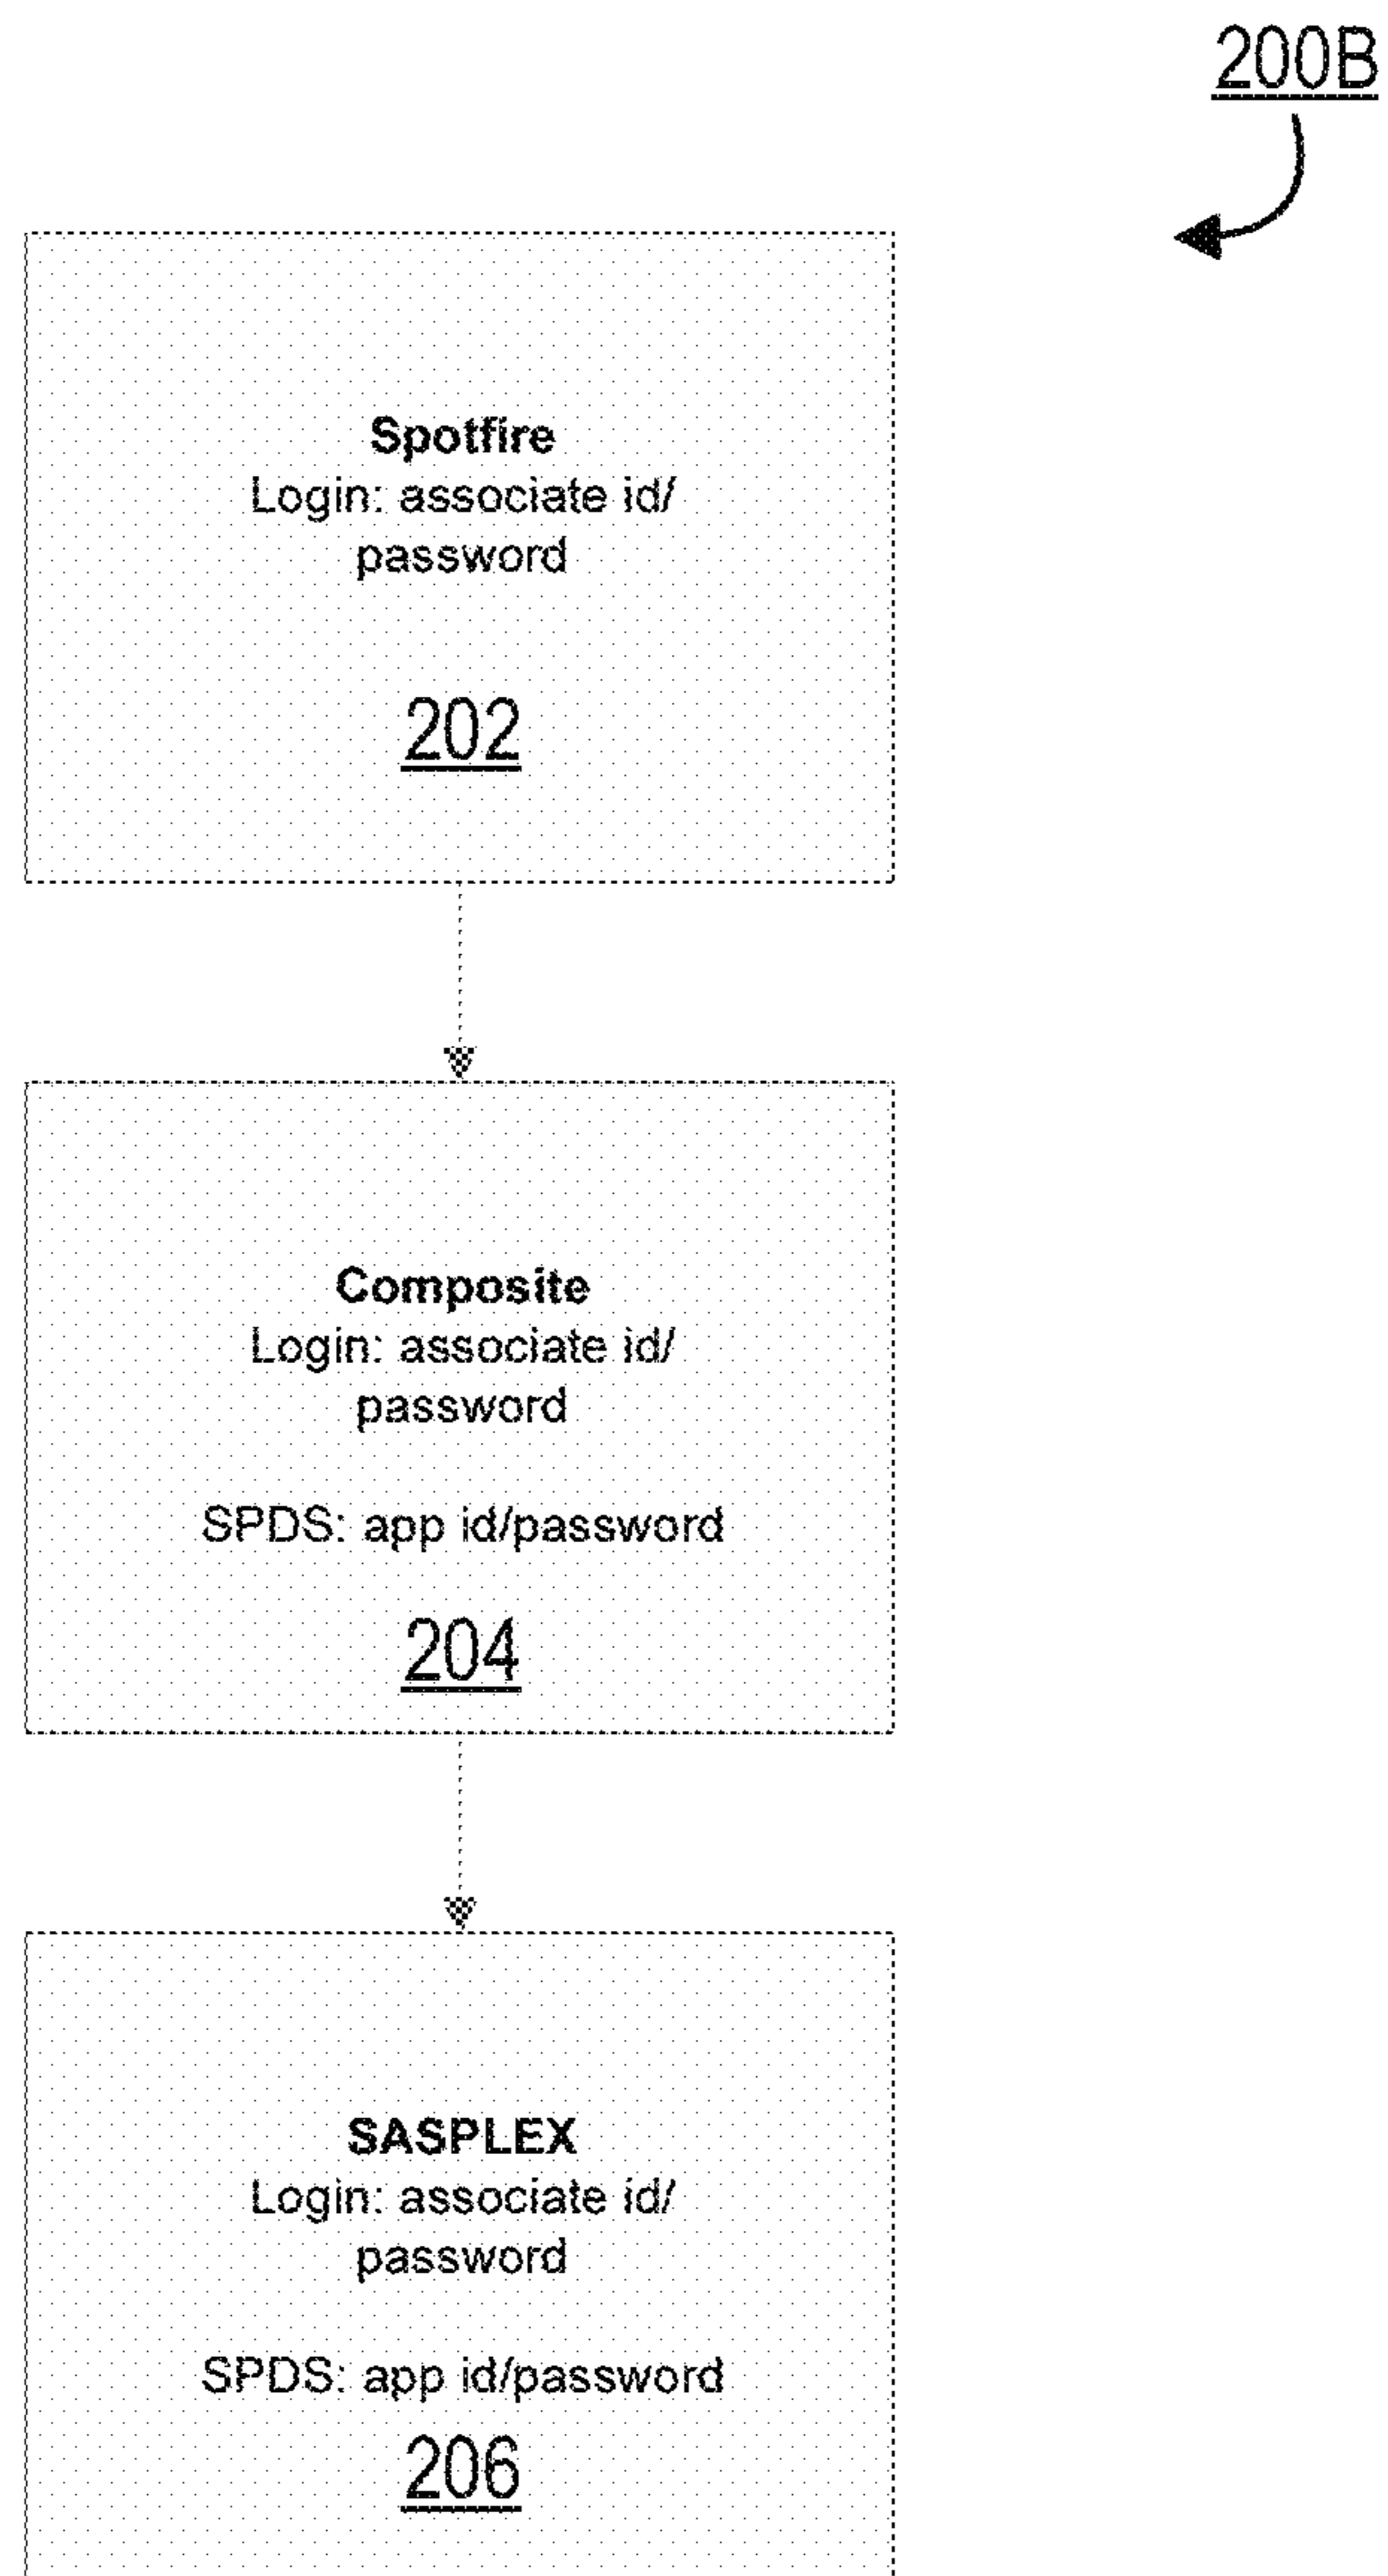 200B
Spotfire
Login: associate id/
password
202
Composite
Login: associate id/
password
SPDS: app id/password
204
SASPLEX
Login: associate id/
password
SPDS: app id/password
206